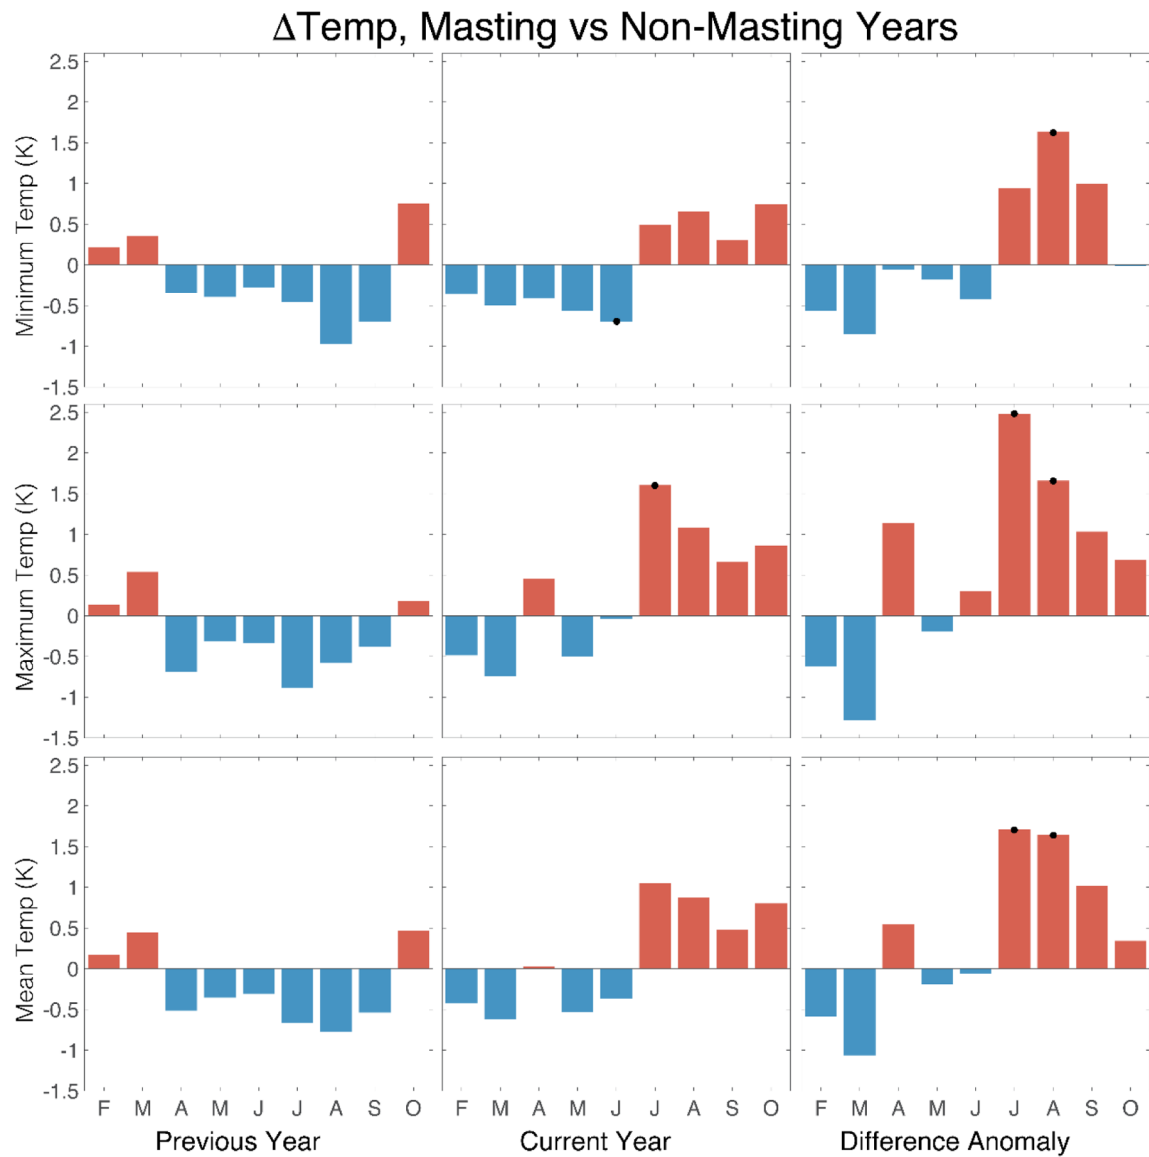 ΔTemp, Masting vs Non-Masting Years
Minimum Temp (K)
2.5
2
1.5
1
0.5
0
-0.5
-1
-1.5
Maximum Temp (K)
2.5
2
1.5
1
0.5
0
-0.5
-1
-1.5
Mean Temp (K)
2.5
2
1.5
1
0.5
0
-0.5
-1
-1.5
F M A M J J A S O
F M A M J J A S O
F M A M J J A S O
Previous Year
Current Year
Difference Anomaly